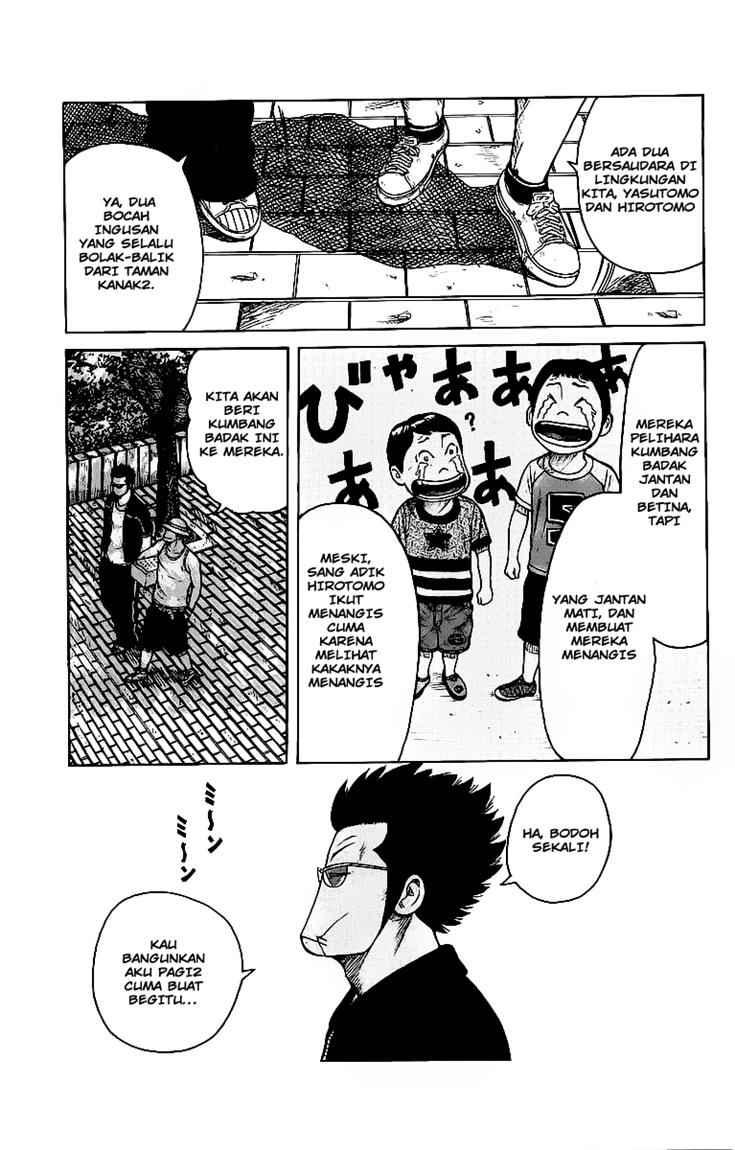 ADA DUA
BERSAUDARA DI
LINGKUNGAN
KITA, YASUTOMO
DAN HIROTOMO
YA, DUA
BOCAH
INGUSAN
YANG SELALU
BOLAK-BALIK
DARI TAMAN
KANAK2.
MEREKA
PELIHARA
KUMBANG
BADAK
JANTAN
DAN
BETINA,
TAPI
YANG JANTAN
MATI, DAN
MEMBUAT
MEREKA
MENANGIS
びゃあああ
?
ああ
MESKI,
SANG ADIK
HIROTOMO
IKUT
MENANGIS
CUMA
KARENA
MELIHAT
KAKAKNYA
MENANGIS
KITA AKAN
BERI
KUMBANG
BADAK INI
KE MEREKA.
HA, BODOH
SEKALI!
ミーン
ミーン
KAU
BANGUNKAN
AKU PAGI2
CUMA BUAT
BEGITU...